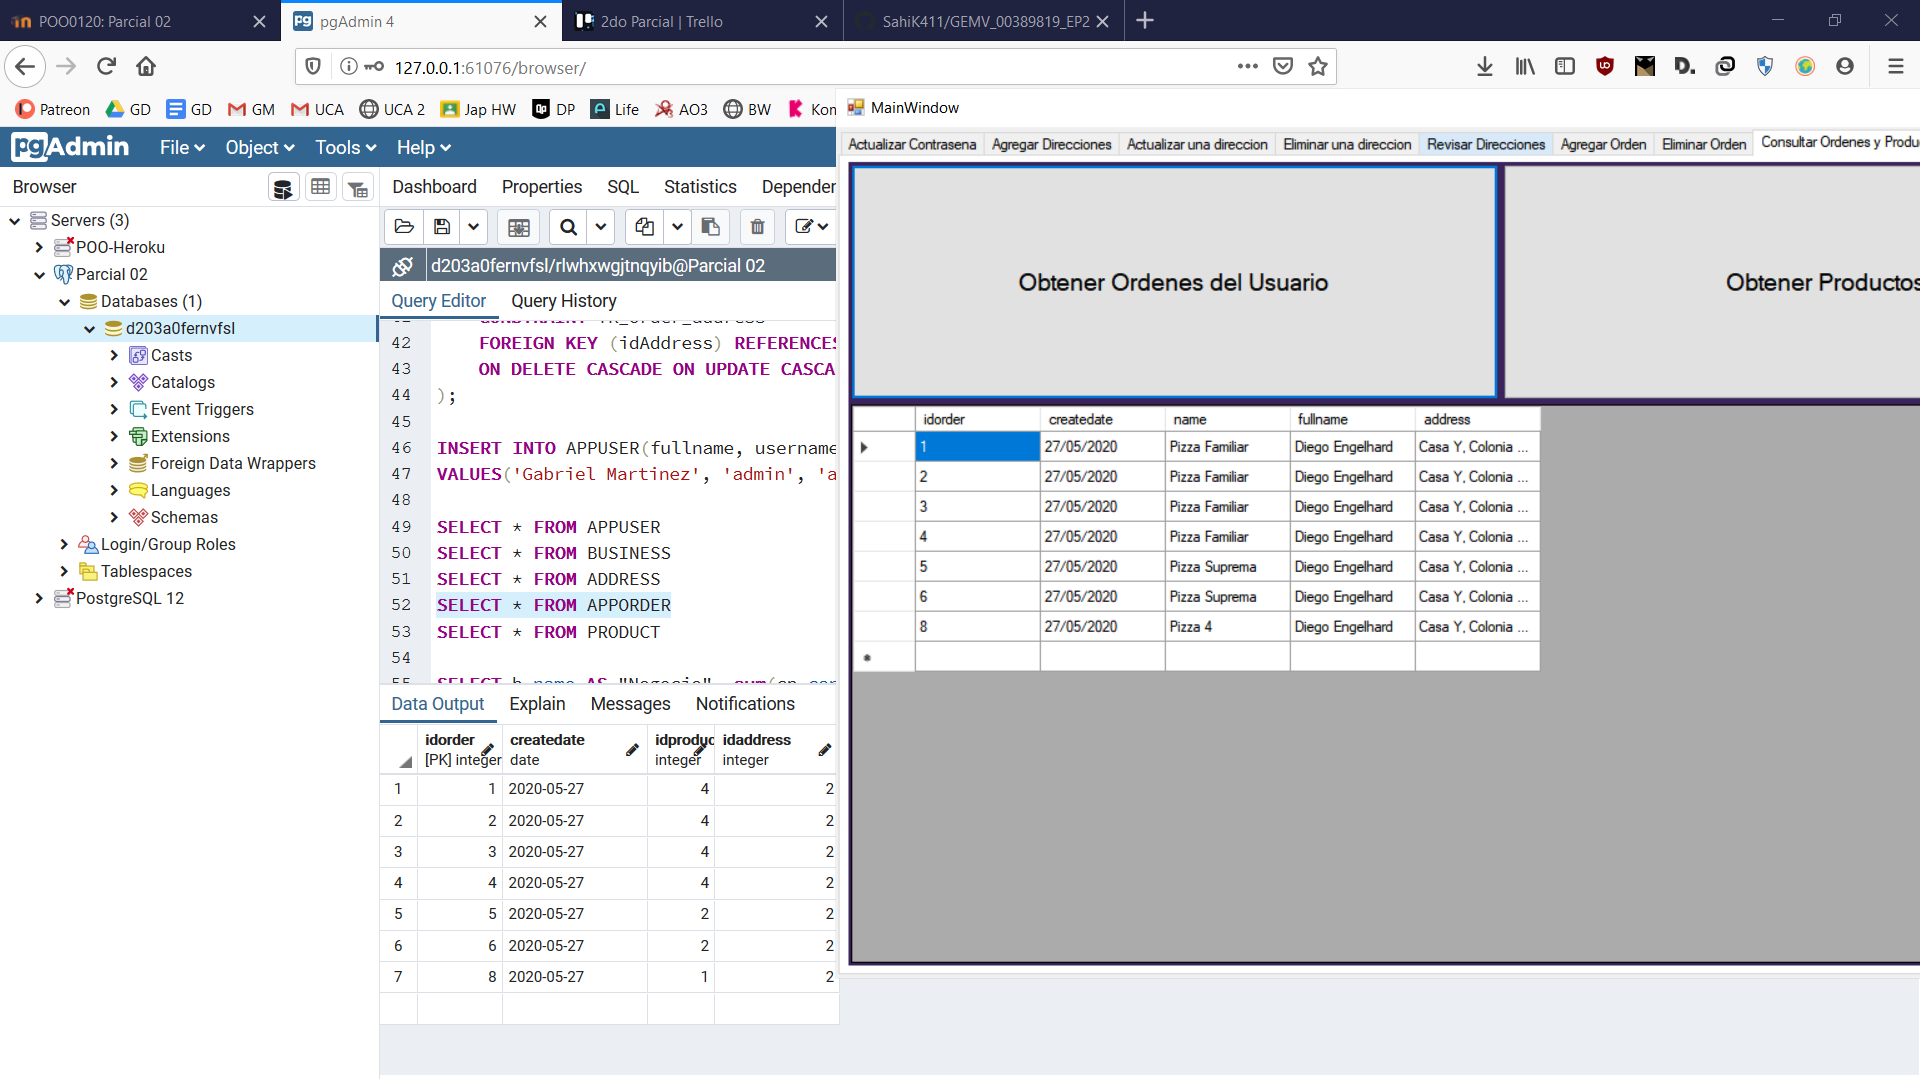 POO0120: Parcial 02
pgAdmin 4
2do Parcial | Trello
SahiK411/GEMV_00389819_EP2
127.0.0.1:61076/browser/
Patreon GD GD GM UCA UCA 2 Jap HW DP Life AO3 BW Kon
MainWindow
Actualizar Contrasena Agregar Direcciones Actualizar una direccion Eliminar una direccion Revisar Direcciones Agregar Orden Eliminar Orden Consultar Ordenes y Produ
pgAdmin File Object Tools Help
Browser
Dashboard Properties SQL Statistics Depender
Servers (3)
POO-Heroku
Parcial 02
Databases (1)
d203a0fernvfsl
Casts
Catalogs
Event Triggers
Extensions
Foreign Data Wrappers
Languages
Schemas
Login/Group Roles
Tablespaces
PostgreSQL 12
d203a0fernvfsl/rlwhxwgjtnqyib@Parcial 02
Query Editor Query History
42 FOREIGN KEY (idAddress) REFERENCES
43 ON DELETE CASCADE ON UPDATE CASCA
44 );
45
46 INSERT INTO APPUSER(fullname, username
47 VALUES('Gabriel Martinez', 'admin', 'a
48
49 SELECT * FROM APPUSER
50 SELECT * FROM BUSINESS
51 SELECT * FROM ADDRESS
52 SELECT * FROM APPORDER
53 SELECT * FROM PRODUCT
54
Data Output Explain Messages Notifications
idorder createdate idproduc idaddress
[PK] integer date integer integer
1 1 2020-05-27 4 2
2 2 2020-05-27 4 2
3 3 2020-05-27 4 2
4 4 2020-05-27 4 2
5 5 2020-05-27 2 2
6 6 2020-05-27 2 2
7 8 2020-05-27 1 2
Obtener Ordenes del Usuario
Obtener Productos
idorder createdate name fullname address
1 27/05/2020 Pizza Familiar Diego Engelhard Casa Y, Colonia ...
2 27/05/2020 Pizza Familiar Diego Engelhard Casa Y, Colonia ...
3 27/05/2020 Pizza Familiar Diego Engelhard Casa Y, Colonia ...
4 27/05/2020 Pizza Familiar Diego Engelhard Casa Y, Colonia ...
5 27/05/2020 Pizza Suprema Diego Engelhard Casa Y, Colonia ...
6 27/05/2020 Pizza Suprema Diego Engelhard Casa Y, Colonia ...
8 27/05/2020 Pizza 4 Diego Engelhard Casa Y, Colonia ...